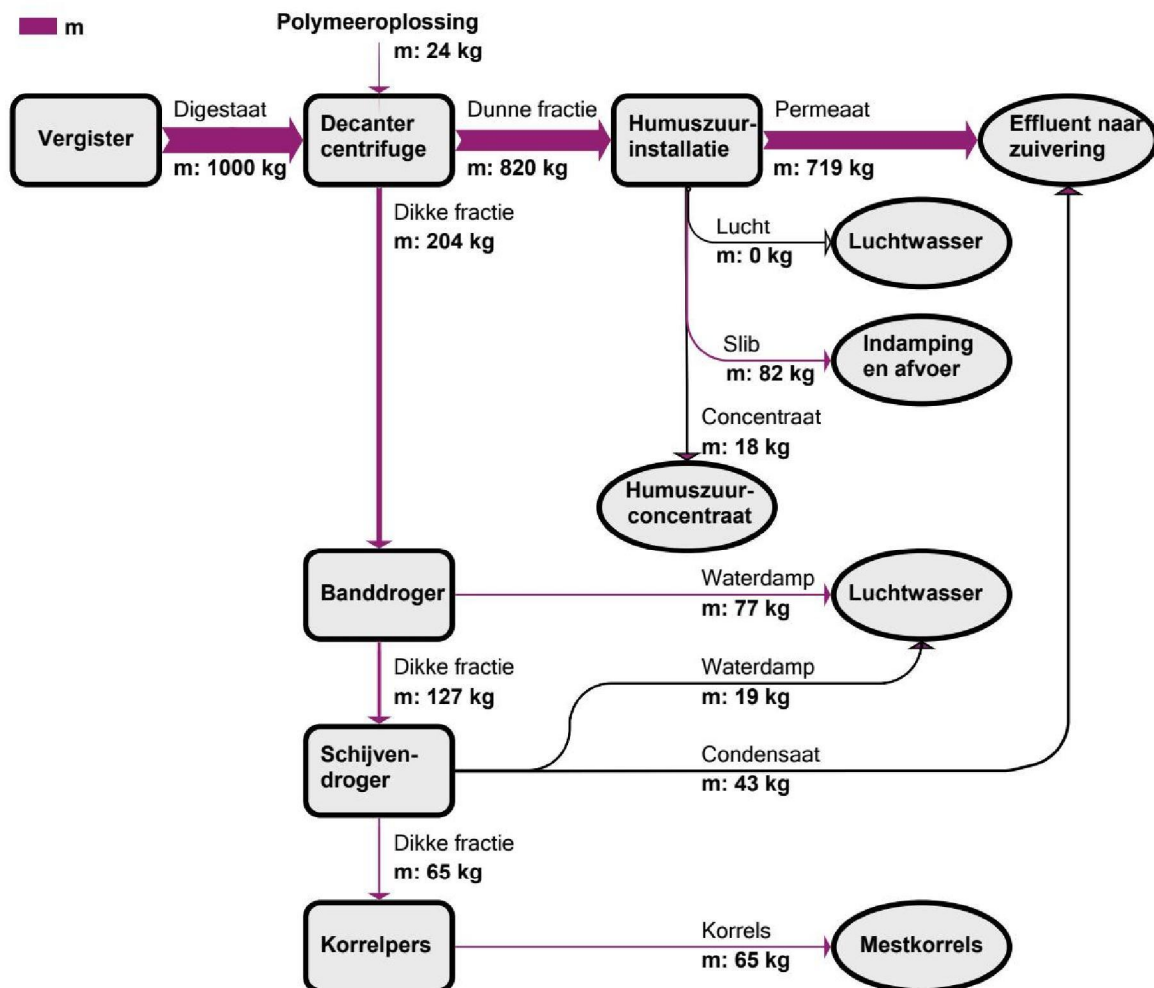 m
Polymeeroplossing
m: 24 kg
Vergister
Digestaat
m: 1000 kg
Decanter
centrifuge
Dunne fractie
m: 820 kg
Humuszuur-
installatie
Permeaat
m: 719 kg
Effluent naar
zuivering
Dikke fractie
m: 204 kg
Lucht
m: 0 kg
Luchtwasser
Slib
m: 82 kg
Indamping
en afvoer
Concentraat
m: 18 kg
Humuszuur-
concentraat
Banddroger
Waterdamp
m: 77 kg
Luchtwasser
Dikke fractie
m: 127 kg
Waterdamp
m: 19 kg
Schijven-
droger
Condensaat
m: 43 kg
Dikke fractie
m: 65 kg
Korrelpers
Korrels
m: 65 kg
Mestkorrels